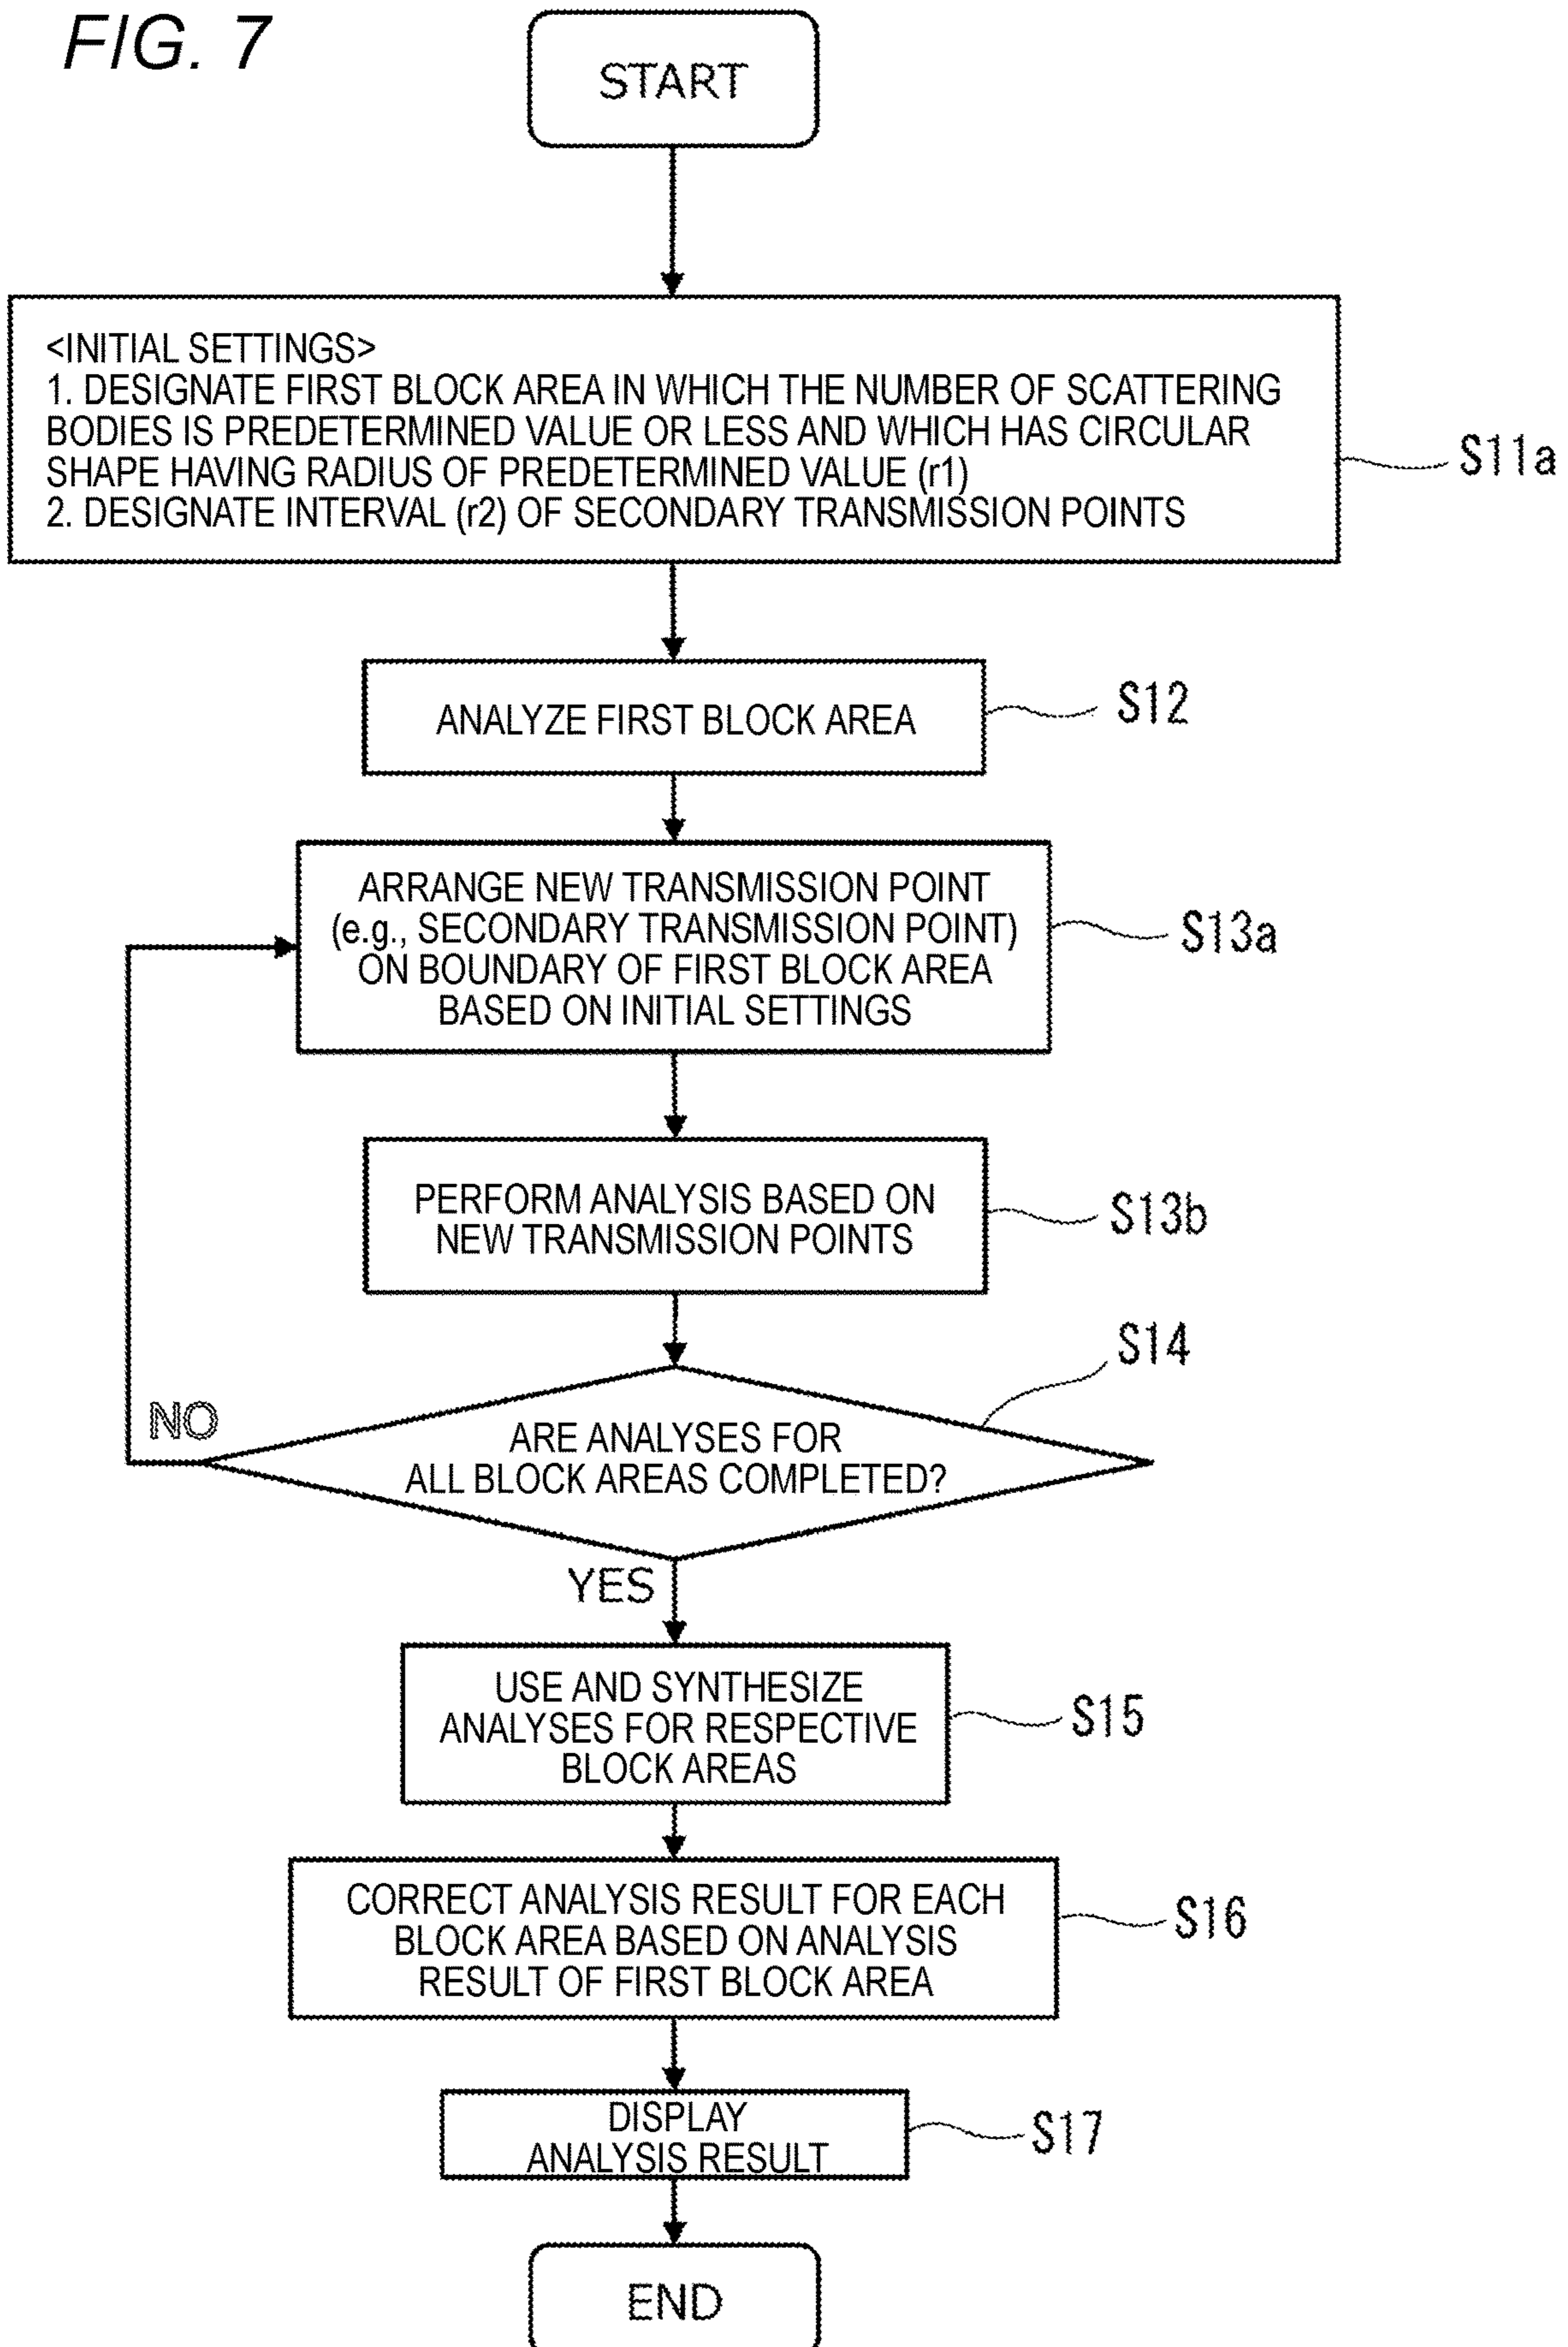 FIG. 7
START
<INITIAL SETTINGS>
1. DESIGNATE FIRST BLOCK AREA IN WHICH THE NUMBER OF SCATTERING
BODIES IS PREDETERMINED VALUE OR LESS AND WHICH HAS CIRCULAR
SHAPE HAVING RADIUS OF PREDETERMINED VALUE (r1)
2. DESIGNATE INTERVAL (r2) OF SECONDARY TRANSMISSION POINTS
S11a
ANALYZE FIRST BLOCK AREA
S12
ARRANGE NEW TRANSMISSION POINT
(e.g., SECONDARY TRANSMISSION POINT)
ON BOUNDARY OF FIRST BLOCK AREA
BASED ON INITIAL SETTINGS
S13a
PERFORM ANALYSIS BASED ON
NEW TRANSMISSION POINTS
S13b
S14
NO
ARE ANALYSES FOR
ALL BLOCK AREAS COMPLETED?
YES
USE AND SYNTHESIZE
ANALYSES FOR RESPECTIVE
BLOCK AREAS
S15
CORRECT ANALYSIS RESULT FOR EACH
BLOCK AREA BASED ON ANALYSIS
RESULT OF FIRST BLOCK AREA
S16
DISPLAY
ANALYSIS RESULT
S17
END